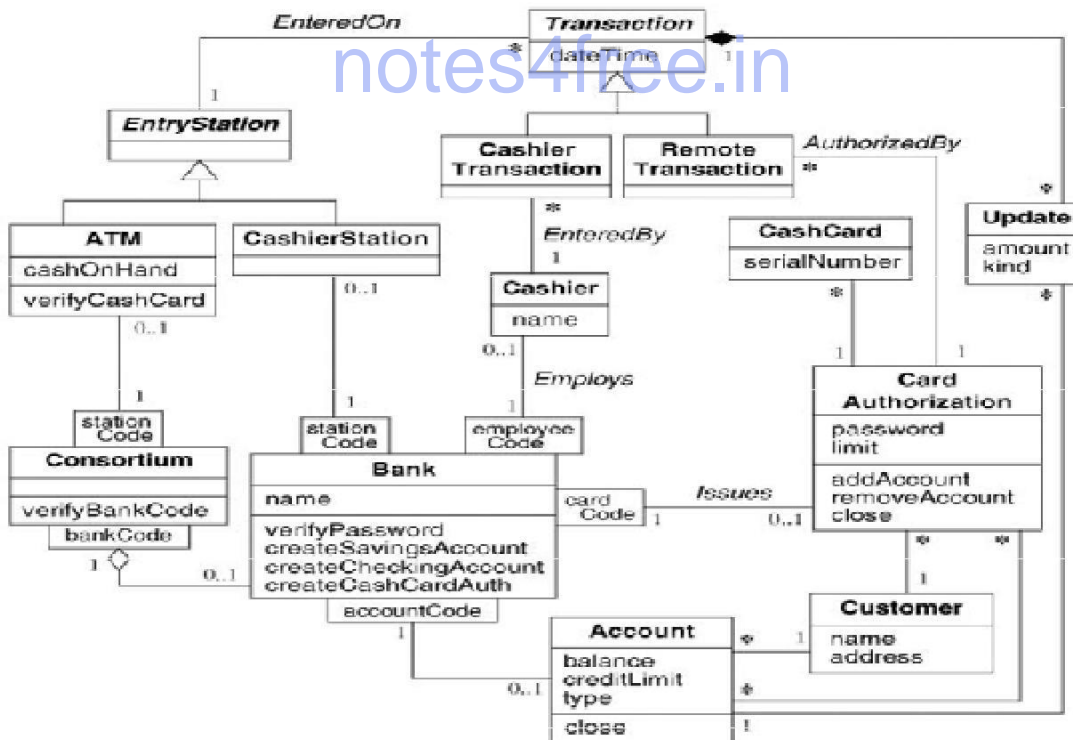 EnteredOn
Transaction
dateTime
*
1
notes4free.in
1
EntryStation
Cashier
Transaction
Remote
Transaction
AuthorizedBy
*
*
*
ATM
cashOnHand
verifyCashCard
CashierStation
EnteredBy
CashCard
serialNumber
Update
amount
kind
0..1
0..1
1
Cashier
name
*
*
0..1
1
1
Employs
Card
Authorization
password
limit
addAccount
removeAccount
close
1
1
1
station
Code
station
Code
employee
Code
Consortium
verifyBankCode
bankCode
Bank
name
verifyPassword
createSavingsAccount
createCheckingAccount
createCashCardAuth
accountCode
card
Code
Issues
1
0..1
*
*
1
0..1
1
1
Customer
name
address
Account
balance
creditLimit
type
close
*
1
0..1
*
1